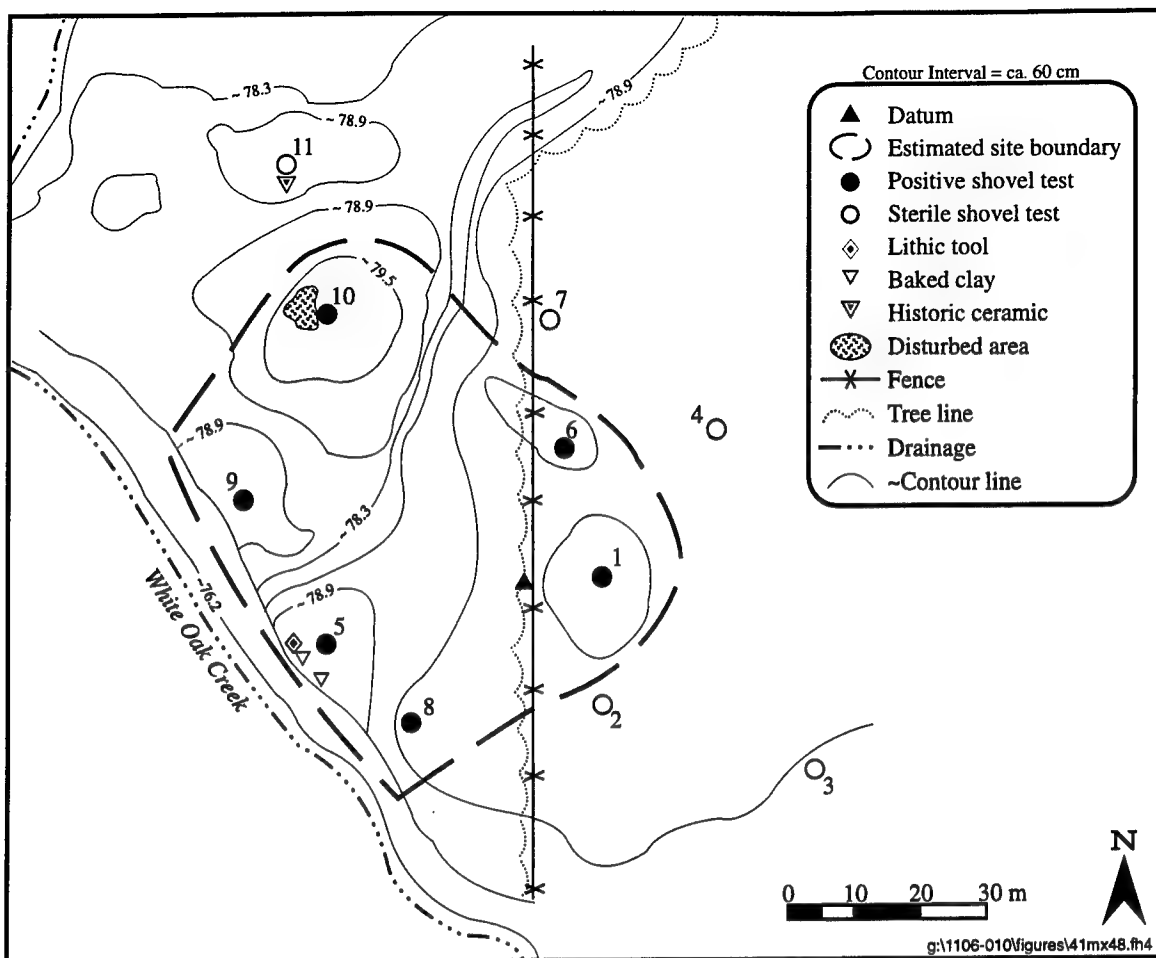 ~ 78.3
~ 78.9
~ 78.9
11
~ 78.9
~79.5
10
7
4
6
~78.9
9
~78.3
1
~78.9
5
~76.2
White Oak Creek
8
2
3
Contour Interval = ca. 60 cm
Datum
Estimated site boundary
Positive shovel test
Sterile shovel test
Lithic tool
Baked clay
Historic ceramic
Disturbed area
Fence
Tree line
Drainage
~Contour line
N
0 10 20 30 m
g:\1106-010\figures\41mx48.fh4